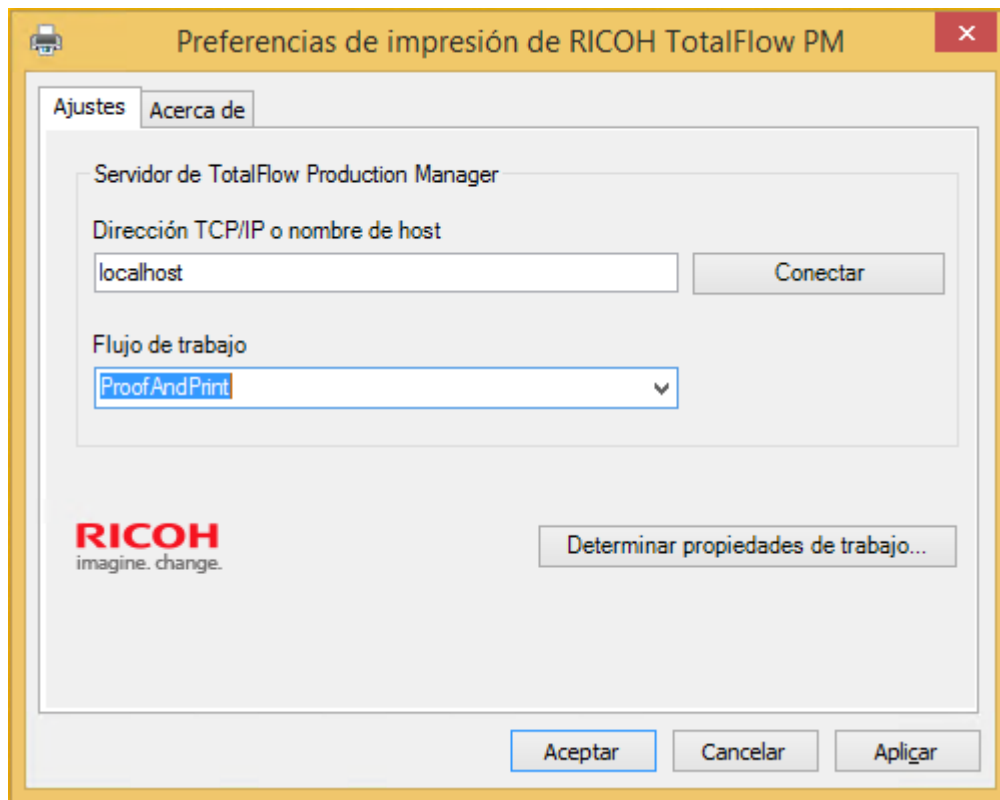 Preferencias de impresión de RICOH TotalFlow PM
Ajustes
Acerca de
Servidor de TotalFlow Production Manager
Dirección TCP/IP o nombre de host
localhost
Conectar
Flujo de trabajo
ProofAndPrint
RICOH
imagine. change.
Determinar propiedades de trabajo...
Aceptar
Cancelar
Aplicar